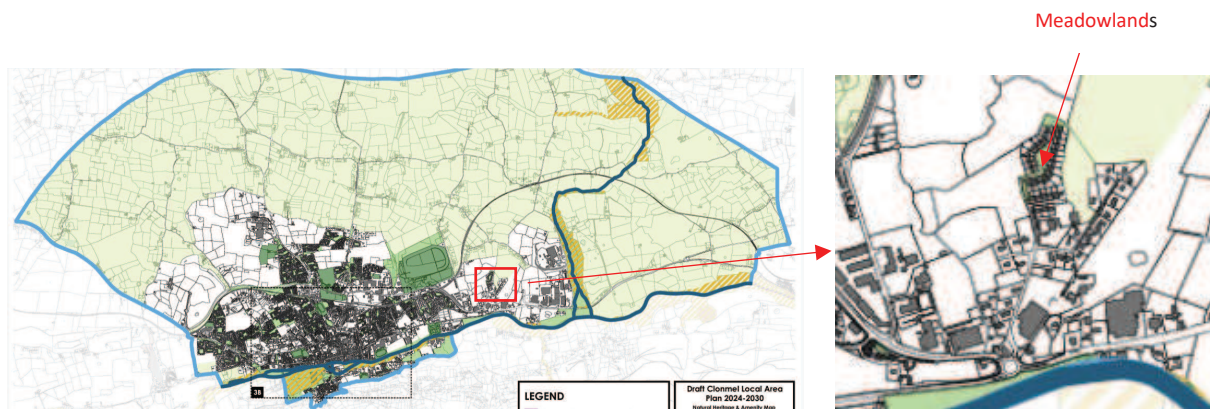 Meadowlands
38
LEGEND
Draft Clonmel Local Area
Plan 2024-2030
Natural Heritage & Amenity Map